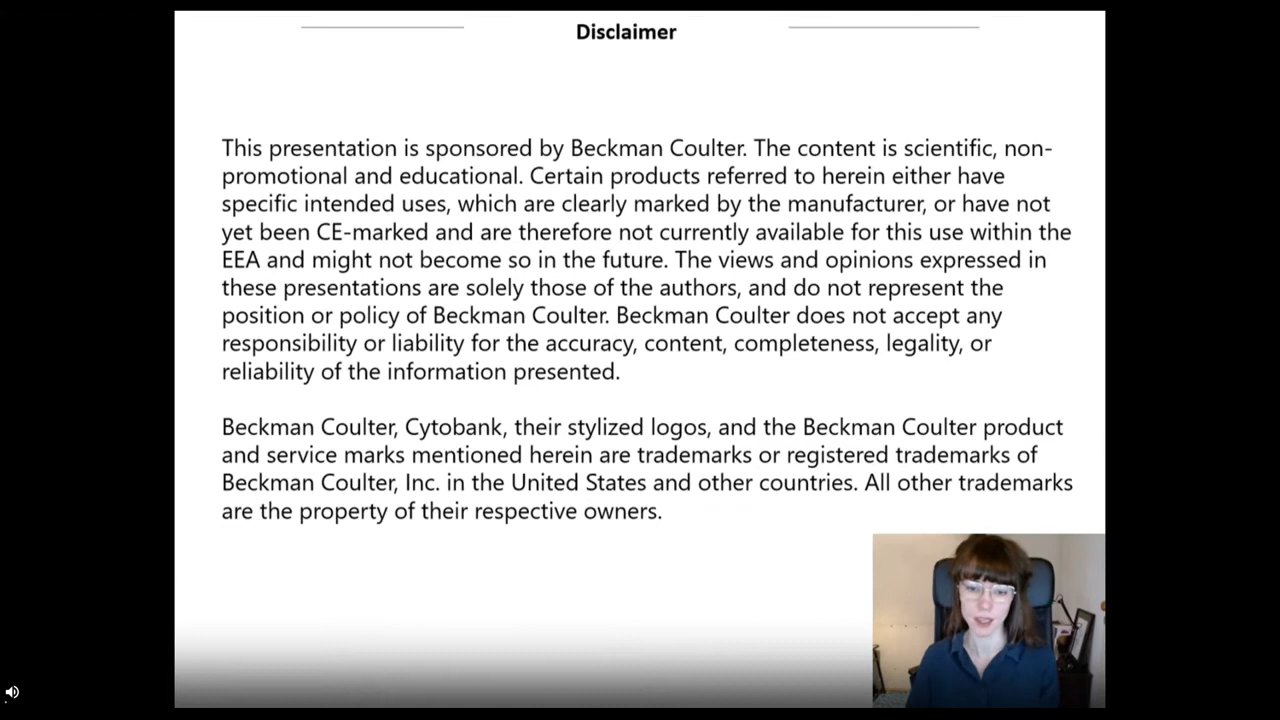 Disclaimer
This presentation is sponsored by Beckman Coulter. The content is scientific, non-
promotional and educational. Certain products referred to herein either have
specific intended uses, which are clearly marked by the manufacturer, or have not
yet been CE-marked and are therefore not currently available for this use within the
EEA and might not become so in the future. The views and opinions expressed in
these presentations are solely those of the authors, and do not represent the
position or policy of Beckman Coulter. Beckman Coulter does not accept any
responsibility or liability for the accuracy, content, completeness, legality, or
reliability of the information presented.
Beckman Coulter, Cytobank, their stylized logos, and the Beckman Coulter product
and service marks mentioned herein are trademarks or registered trademarks of
Beckman Coulter, Inc. in the United States and other countries. All other trademarks
are the property of their respective owners.